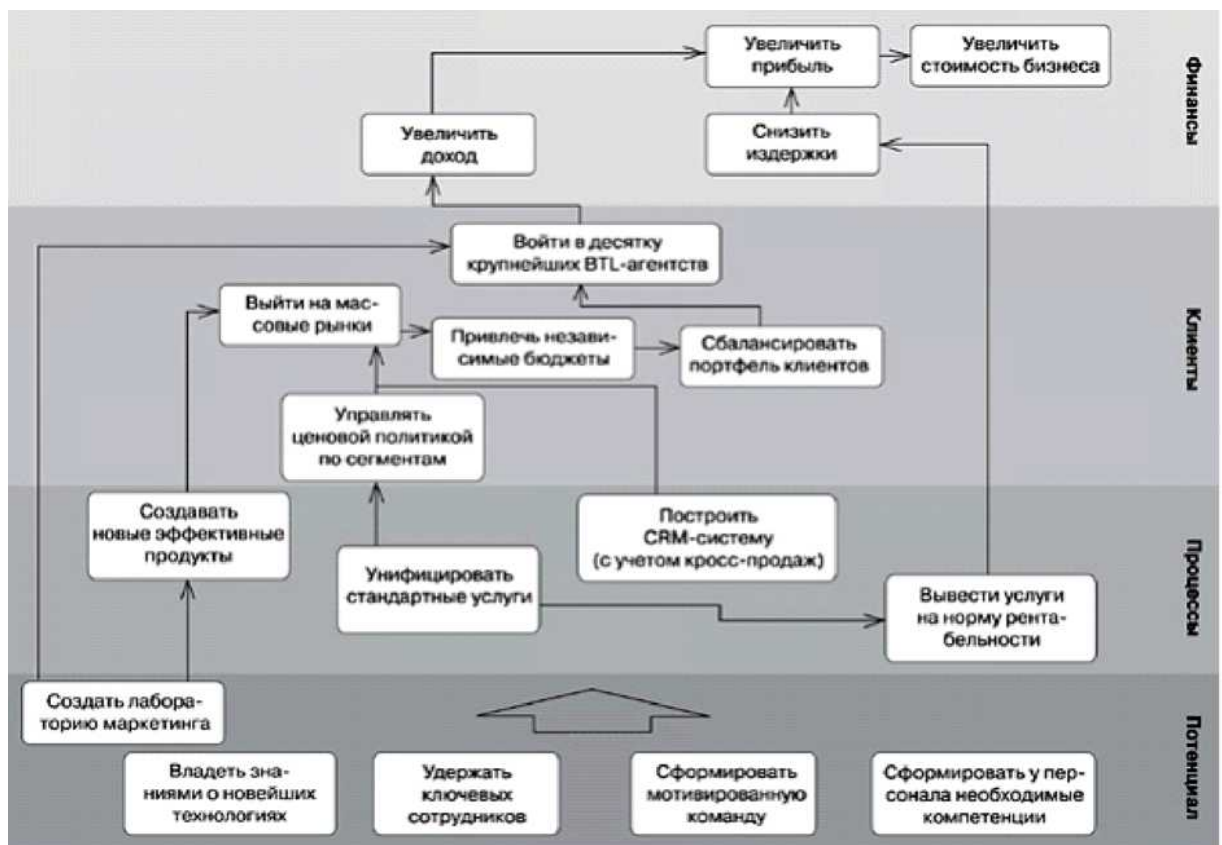 Увеличить
прибыль
Увеличить
стоимость бизнеса
Увеличить
доход
Снизить
издержки
Финансы
Войти в десятку
крупнейших BTL-агентств
Выйти на мас-
совые рынки
Привлечь незави-
симые бюджеты
Сбалансировать
портфель клиентов
Управлять
ценовой политикой
по сегментам
Клиенты
Создавать
новые эффективные
продукты
Построить
CRM-систему
(с учетом кросс-продаж)
Унифицировать
стандартные услуги
Вывести услуги
на норму рента-
бельности
Процессы
Создать лабора-
торию маркетинга
Владеть зна-
ниями о новейших
технологиях
Удержать
ключевых
сотрудников
Сформировать
мотивированную
команду
Сформировать у пер-
сонала необходимые
компетенции
Потенциал